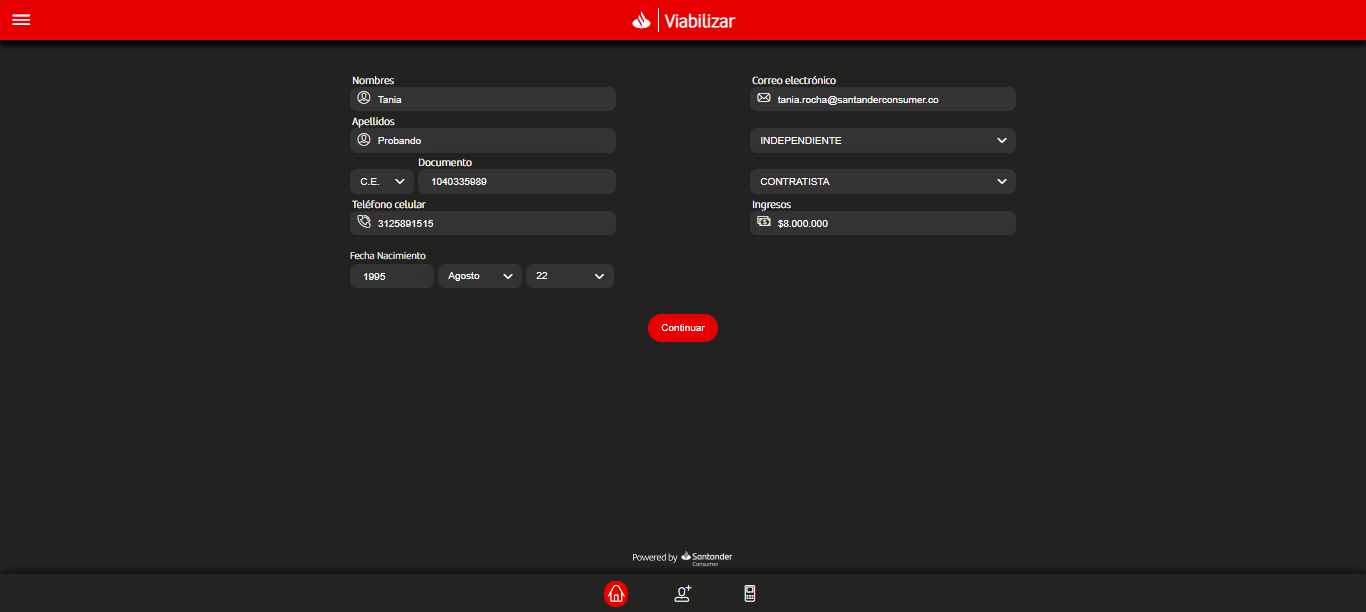 Viabilizar
Nombres
Tania
Apellidos
Probando
Documento
C.E.
1040335989
Teléfono celular
3125891515
Fecha Nacimiento
1995
Agosto
22
Correo electrónico
tania.rocha@santanderconsumer.co
INDEPENDIENTE
CONTRATISTA
Ingresos
$8.000.000
Continuar
Powered by Santander
Consumer